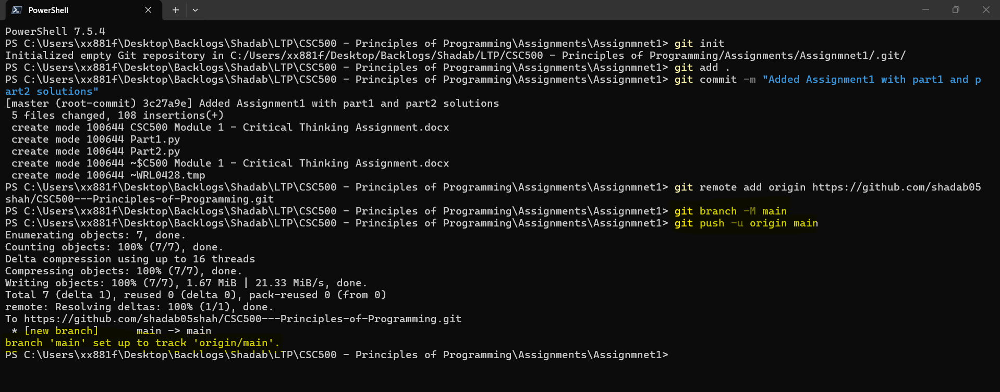 PowerShell
PowerShell 7.5.4
PS C:\Users\xx881f\Desktop\Backlogs\Shadab\LTP\CSC500 - Principles of Programming\Assignments\Assignmnet1> git init
Initialized empty Git repository in C:/Users/xx881f/Desktop/Backlogs/Shadab/LTP/CSC500 - Principles of Programming/Assignments/Assignmnet1/.git/
PS C:\Users\xx881f\Desktop\Backlogs\Shadab\LTP\CSC500 - Principles of Programming\Assignments\Assignmnet1> git add .
PS C:\Users\xx881f\Desktop\Backlogs\Shadab\LTP\CSC500 - Principles of Programming\Assignments\Assignmnet1> git commit -m "Added Assignment1 with part1 and p
art2 solutions"
[master (root-commit) 3c27a9e] Added Assignment1 with part1 and part2 solutions
 5 files changed, 108 insertions(+)
 create mode 100644 CSC500 Module 1 - Critical Thinking Assignment.docx
 create mode 100644 Part1.py
 create mode 100644 Part2.py
 create mode 100644 ~$C500 Module 1 - Critical Thinking Assignment.docx
 create mode 100644 ~WRL0428.tmp
PS C:\Users\xx881f\Desktop\Backlogs\Shadab\LTP\CSC500 - Principles of Programming\Assignments\Assignmnet1> git remote add origin https://github.com/shadab05
shah/CSC500---Principles-of-Programming.git
PS C:\Users\xx881f\Desktop\Backlogs\Shadab\LTP\CSC500 - Principles of Programming\Assignments\Assignmnet1> git branch -M main
PS C:\Users\xx881f\Desktop\Backlogs\Shadab\LTP\CSC500 - Principles of Programming\Assignments\Assignmnet1> git push -u origin main
Enumerating objects: 7, done.
Counting objects: 100% (7/7), done.
Delta compression using up to 16 threads
Compressing objects: 100% (7/7), done.
Writing objects: 100% (7/7), 1.67 MiB | 21.33 MiB/s, done.
Total 7 (delta 1), reused 0 (delta 0), pack-reused 0 (from 0)
remote: Resolving deltas: 100% (1/1), done.
To https://github.com/shadab05shah/CSC500---Principles-of-Programming.git
 * [new branch]      main -> main
branch 'main' set up to track 'origin/main'.
PS C:\Users\xx881f\Desktop\Backlogs\Shadab\LTP\CSC500 - Principles of Programming\Assignments\Assignmnet1>